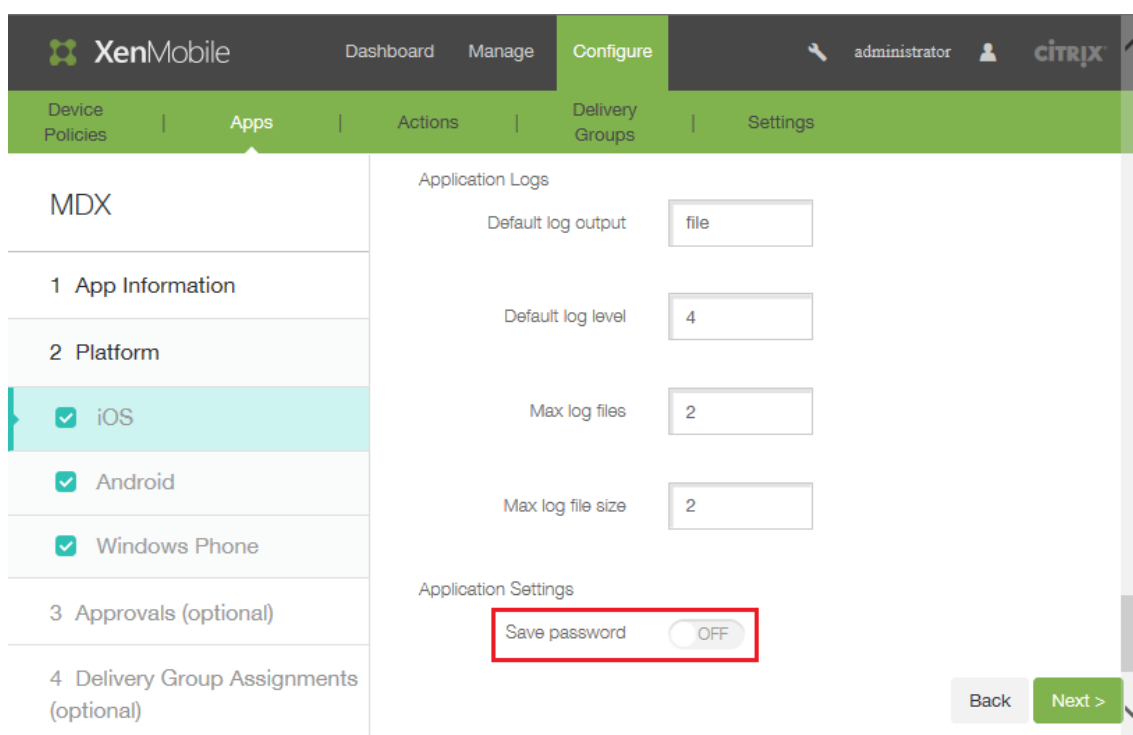 XenMobile Dashboard Manage Configure administrator CİTRIX
Device Policies | Apps | Actions | Delivery Groups | Settings
MDX
1 App Information
2 Platform
iOS
Android
Windows Phone
3 Approvals (optional)
4 Delivery Group Assignments
(optional)
Application Logs
Default log output file
Default log level 4
Max log files 2
Max log file size 2
Application Settings
Save password OFF
Back Next >